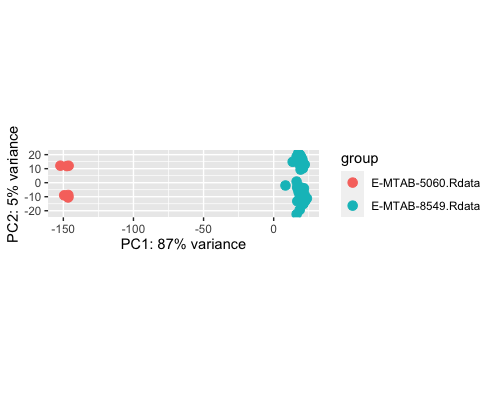 PC2: 5% variance
20
10
0
-10
-20
-150
-100
-50
0
PC1: 87% variance
group
E-MTAB-5060.Rdata
E-MTAB-8549.Rdata